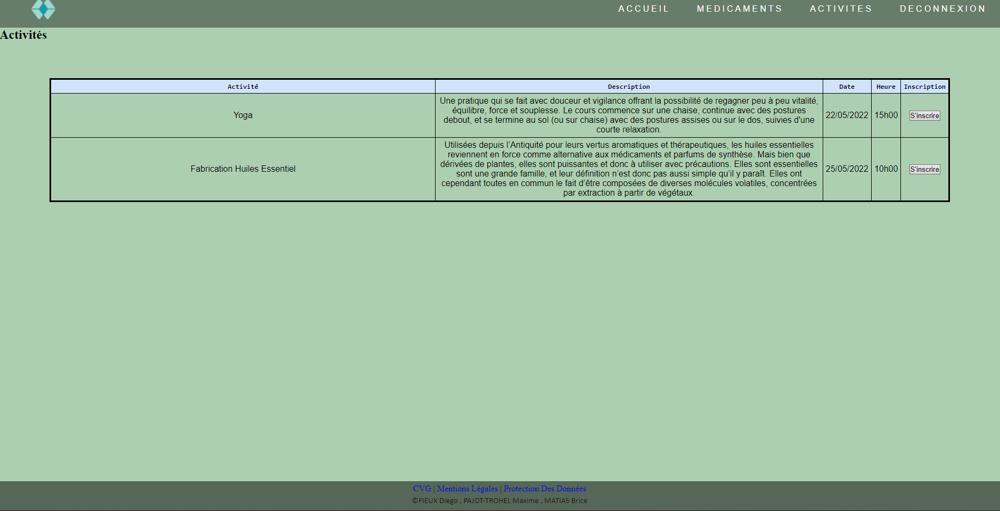 ACCUEIL MEDICAMENTS ACTIVITES DECONNEXION
Activités
Activité Description Date Heure Inscription
Yoga
Une pratique qui se fait avec douceur et vigilance offrant la possibilité de regagner peu à peu vitalité,
équilibre, force et souplesse. Le cours commence sur une chaise, continue avec des postures
debout, et se termine au sol (ou sur chaise) avec des postures assises ou sur le dos, suivies d'une
courte relaxation.
22/05/2022 15h00 S'inscrire
Fabrication Huiles Essentiel
Utilisées depuis l’Antiquité pour leurs vertus aromatiques et thérapeutiques, les huiles essentielles
reviennent en force comme alternative aux médicaments et parfums de synthèse. Mais bien que
dérivées de plantes, elles sont puissantes et donc à utiliser avec précautions. Elles sont essentielles
sont une grande famille, et leur définition n’est donc pas aussi simple qu’il y paraît. Elles ont
cependant toutes en commun le fait d’être composées de diverses molécules volatiles, concentrées
par extraction à partir de végétaux.
25/05/2022 10h00 S'inscrire
CVG | Mentions Légales | Protection Des Données
©FIEUX Diego , PAJOT-TROHEL Maxime , MATIAS Brice